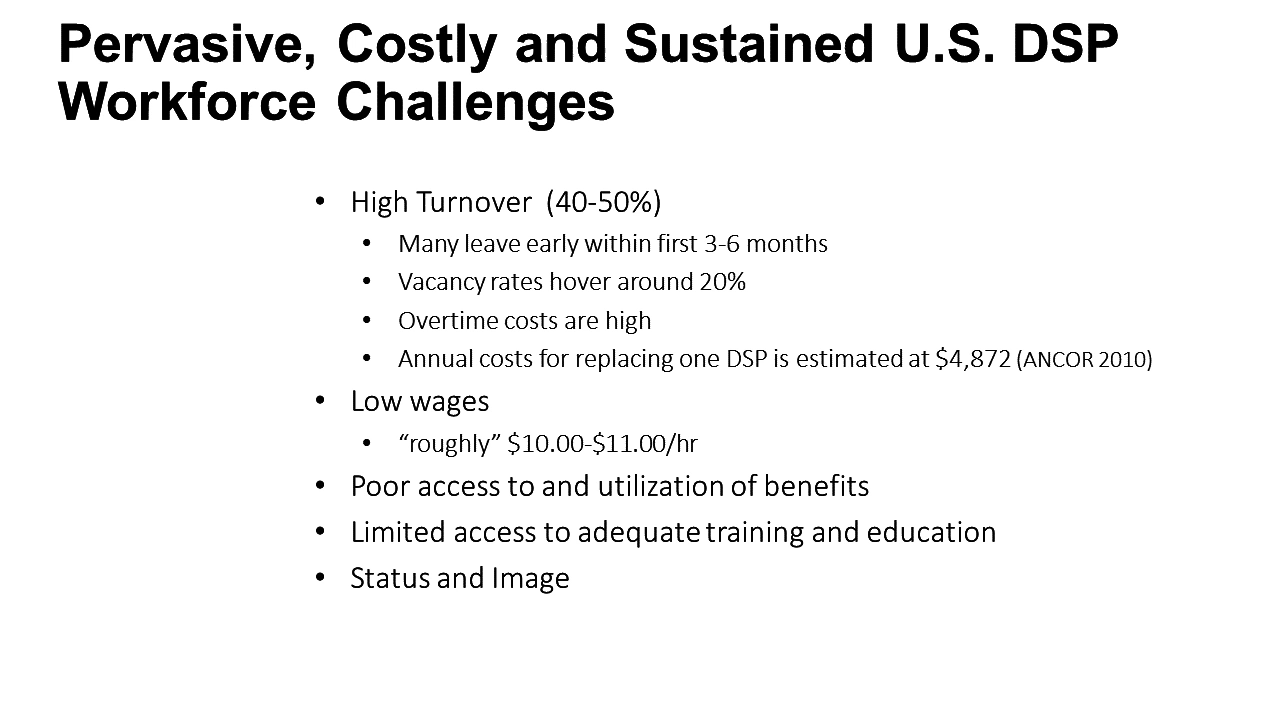 Pervasive, Costly and Sustained U.S. DSP
Workforce Challenges
• High Turnover (40-50%)
• Many leave early within first 3-6 months
• Vacancy rates hover around 20%
• Overtime costs are high
• Annual costs for replacing one DSP is estimated at $4,872 (ANCOR 2010)
• Low wages
• “roughly” $10.00-$11.00/hr
• Poor access to and utilization of benefits
• Limited access to adequate training and education
• Status and Image